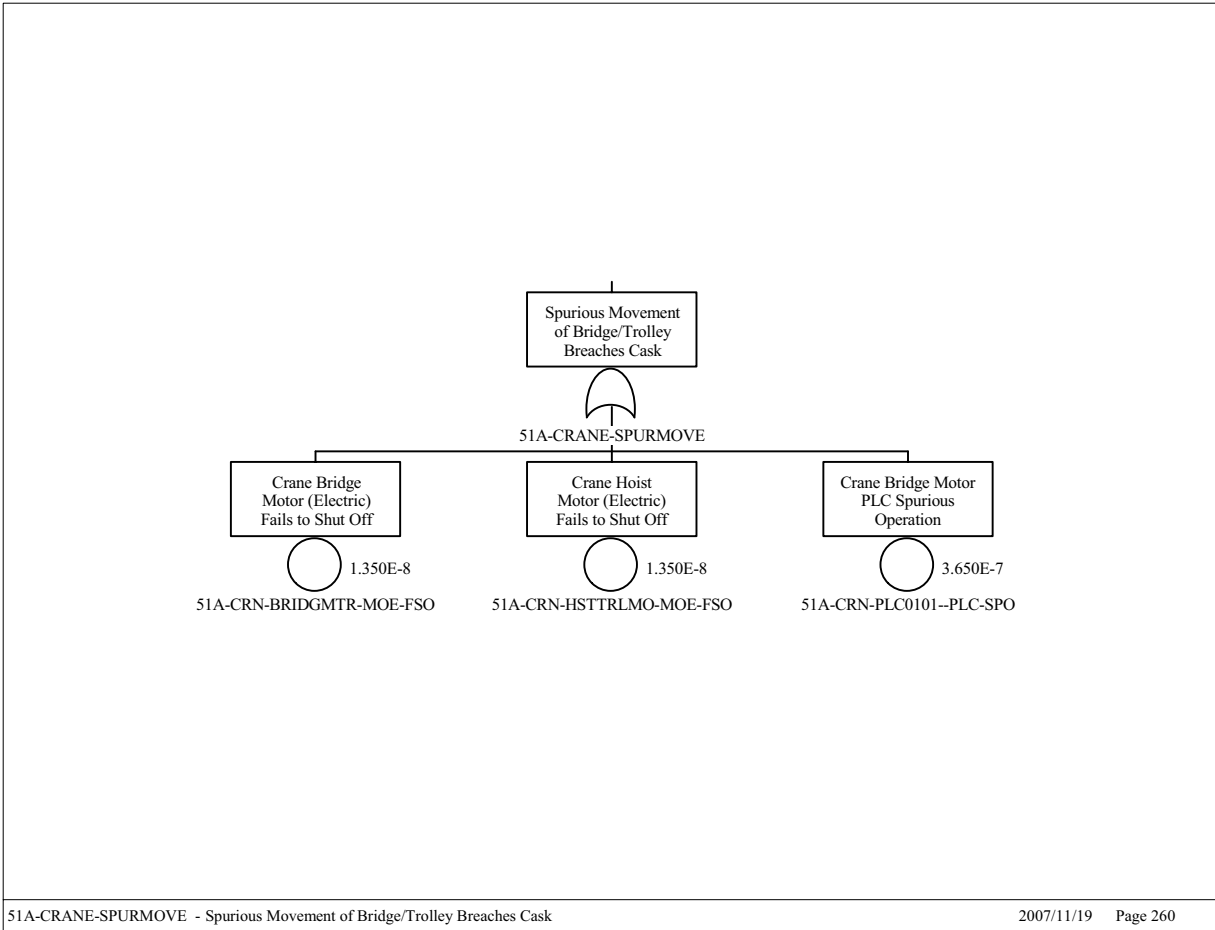 Spurious Movement
of Bridge/Trolley
Breaches Cask
51A-CRANE-SPURMOVE
Crane Bridge
Motor (Electric)
Fails to Shut Off
1.350E-8
51A-CRN-BRIDGMTR-MOE-FSO
Crane Hoist
Motor (Electric)
Fails to Shut Off
1.350E-8
51A-CRN-HSTTRLMO-MOE-FSO
Crane Bridge Motor
PLC Spurious
Operation
3.650E-7
51A-CRN-PLC0101--PLC-SPO
51A-CRANE-SPURMOVE - Spurious Movement of Bridge/Trolley Breaches Cask 2007/11/19 Page 260